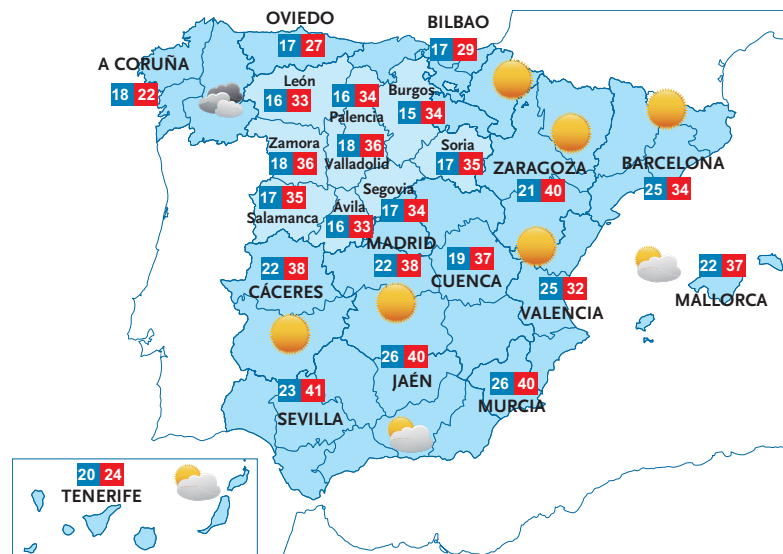 OVIEDO
17 27
BILBAO
17 29
A CORUÑA
18 22
León
16 33
16 34
Palencia
Burgos
15 34
Zamora
18 36
18 36
Valladolid
Soria
17 35
ZARAGOZA
21 40
BARCELONA
25 34
17 35
Salamanca
Ávila
16 33
Segovia
17 34
MADRID
22 38
19 37
CUENCA
22 38
CÁCERES
25 32
VALENCIA
22 37
MALLORCA
26 40
JAÉN
23 41
SEVILLA
26 40
MURCIA
20 24
TENERIFE